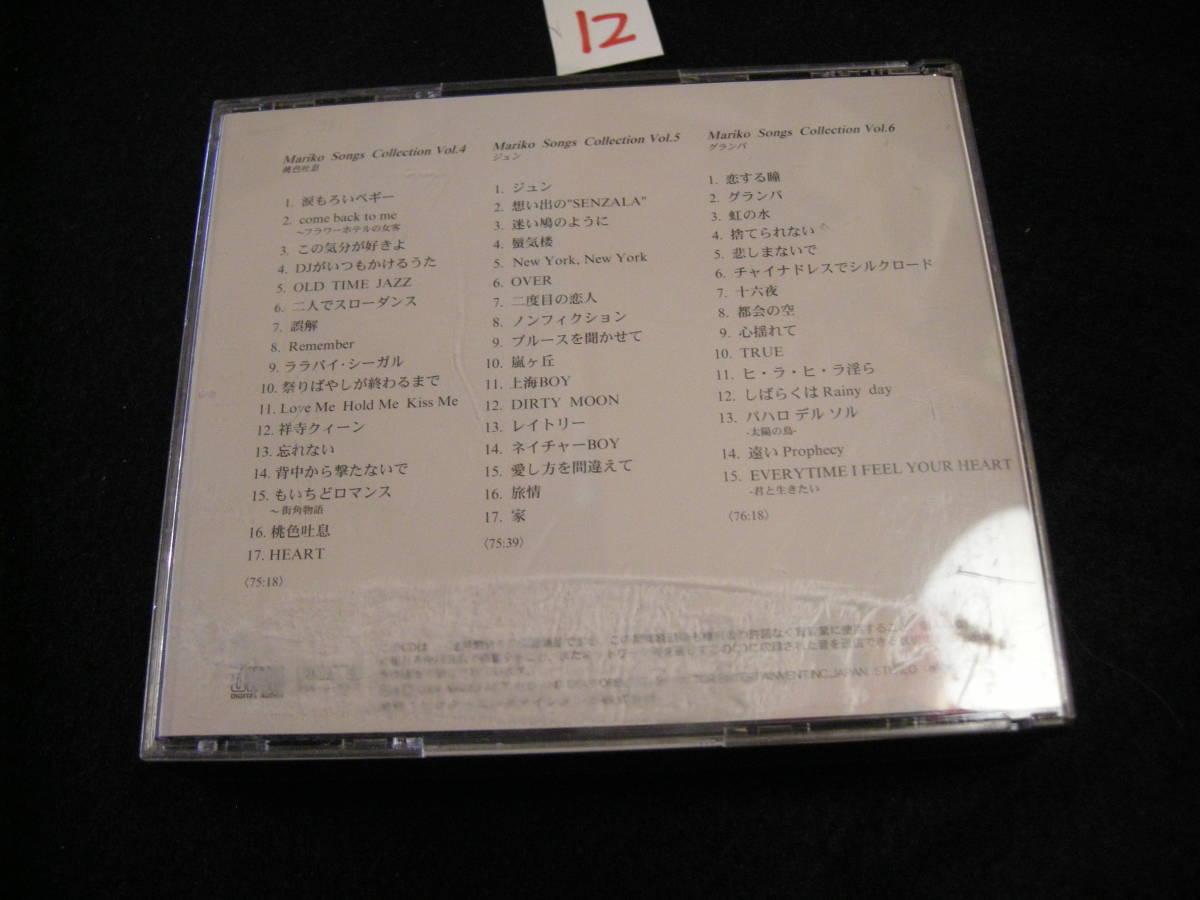 12
Mariko Songs Collection Vol.4
桃色吐息
1. 涙もろいペギー
2. come back to me
～フラワーホテルの女客
3. この気分が好きよ
4. DJがいつもかけるうた
5. OLD TIME JAZZ
6. 二人でスローダンス
7. 誤解
8. Remember
9. ララバイ・シーガル
10. 祭りばやしが終わるまで
11. Love Me Hold Me Kiss Me
12. 祥寺クィーン
13. 忘れない
14. 背中から撃たないで
15. もいちどロマンス
～街角物語
16. 桃色吐息
17. HEART
〈75:18〉
Mariko Songs Collection Vol.5
ジュン
1. ジュン
2. 想い出の"SENZALA"
3. 迷い鳩のように
4. 蜃気楼
5. New York, New York
6. OVER
7. 二度目の恋人
8. ノンフィクション
9. ブルースを聞かせて
10. 嵐ヶ丘
11. 上海BOY
12. DIRTY MOON
13. レイトリー
14. ネイチャーBOY
15. 愛し方を間違えて
16. 旅情
17. 家
〈75:39〉
Mariko Songs Collection Vol.6
グランパ
1. 恋する瞳
2. グランパ
3. 虹の水
4. 捨てられない
5. 悲しまないで
6. チャイナドレスでシルクロード
7. 十六夜
8. 都会の空
9. 心揺れて
10. TRUE
11. ヒ・ラ・ヒ・ラ淫ら
12. しばらくは Rainy day
13. パハロ デル ソル
-太陽の鳥-
14. 遠い Prophecy
15. EVERYTIME I FEEL YOUR HEART
-君と生きたい
〈76:18〉
DIGITAL AUDIO